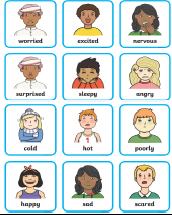 worried excited nervous
surprised sleepy angry
cold hot poorly
happy sad scared